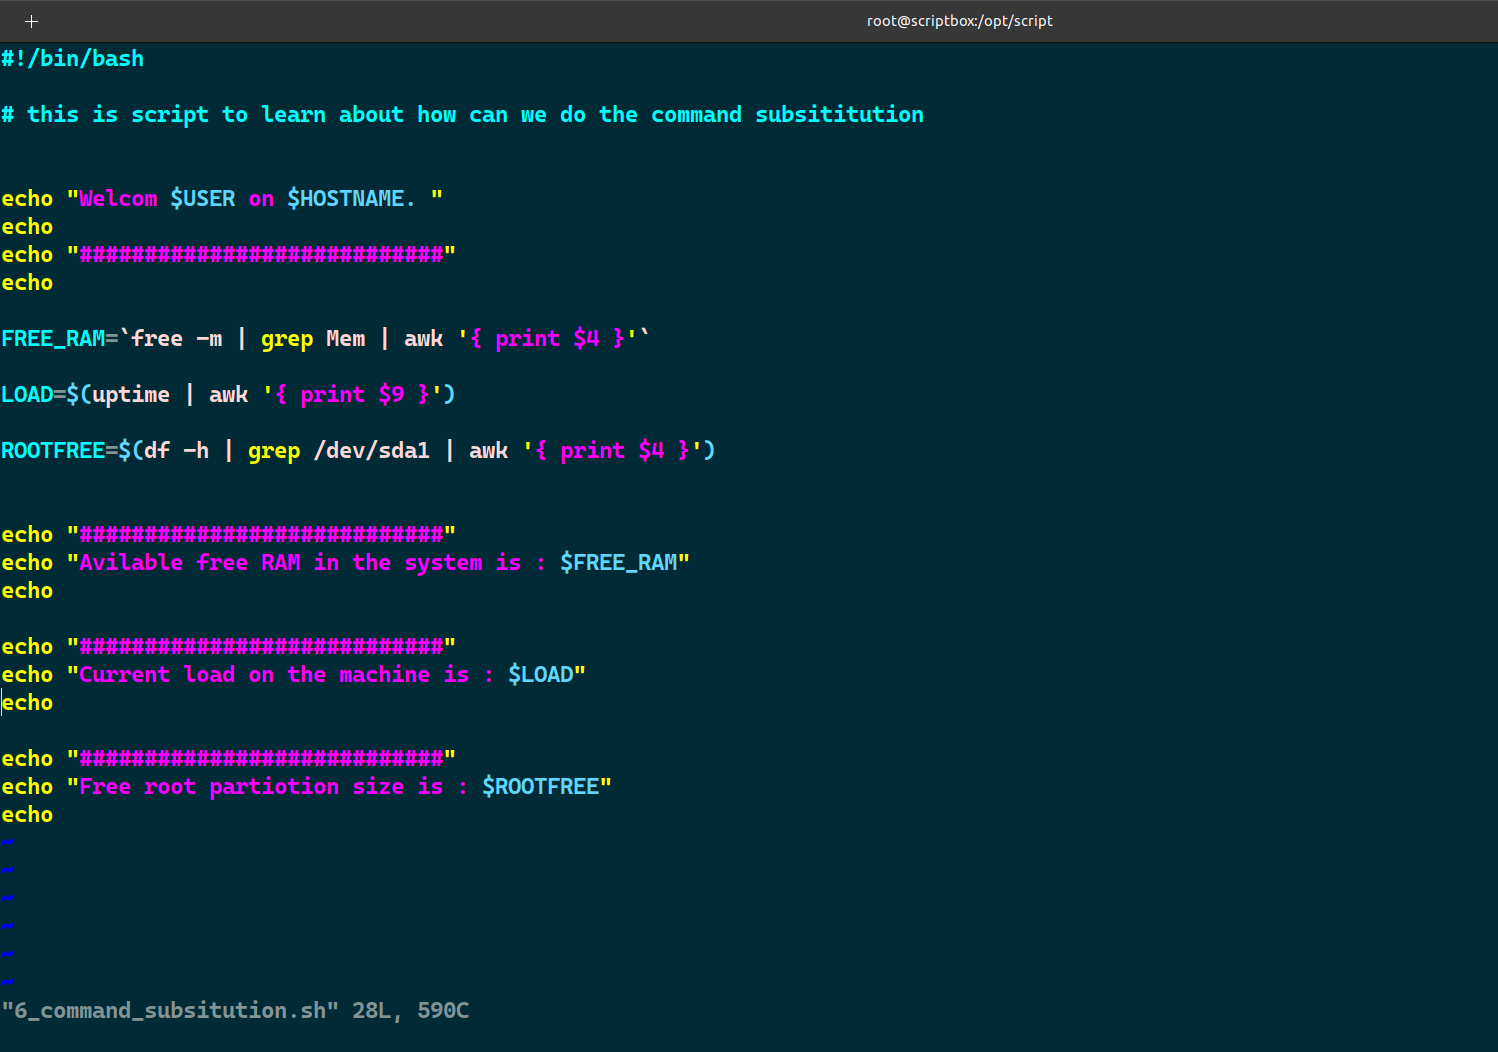 +
root@scriptbox:/opt/script
#!/bin/bash
# this is script to learn about how can we do the command subsititution
echo "Welcom $USER on $HOSTNAME. "
echo
echo "############################"
echo
FREE_RAM=`free -m | grep Mem | awk '{ print $4 }'`
LOAD=$(uptime | awk '{ print $9 }')
ROOTFREE=$(df -h | grep /dev/sda1 | awk '{ print $4 }')
echo "############################"
echo "Avilable free RAM in the system is : $FREE_RAM"
echo
echo "############################"
echo "Current load on the machine is : $LOAD"
echo
echo "############################"
echo "Free root partiotion size is : $ROOTFREE"
echo
~
~
~
~
~
~
"6_command_subsitution.sh" 28L, 590C